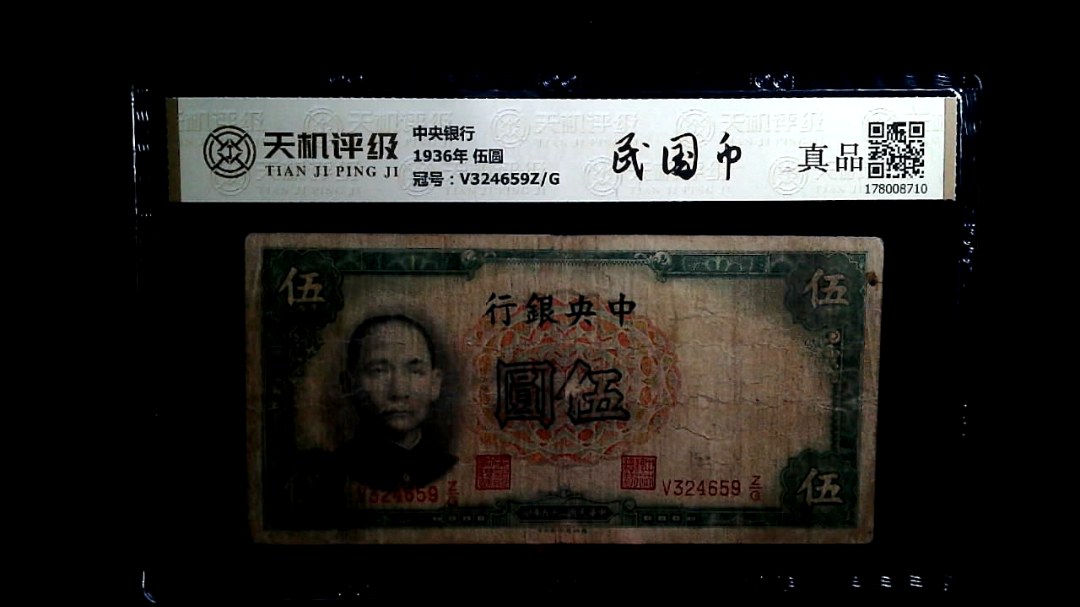 天机评级
TIAN JI PING JI
中央银行
1936年 伍圆
冠号：V324659Z/G
民国币
真品
178008710
伍
伍
行銀央中
圓伍
V324659 Z/G
V324659 Z/G
伍